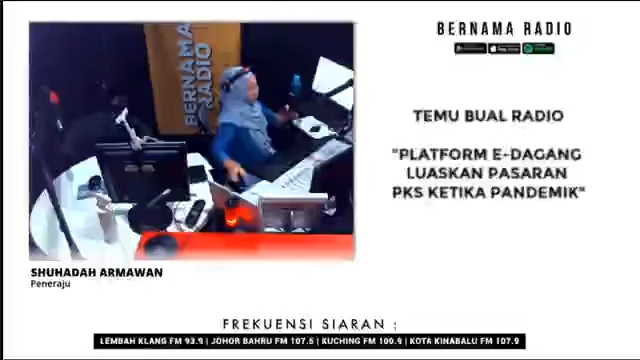 BERNAMA RADIO
BERNAMA
RADIO
TEMU BUAL RADIO
"PLATFORM E-DAGANG
LUASKAN PASARAN
PKS KETIKA PANDEMIK"
SHUHADAH ARMAWAN
Peneraju
FREKUENSI SIARAN :
LEMBAH KLANG FM 93.9 | JOHOR BAHRU FM 107.5 | KUCHING FM 100.9 | KOTA KINABALU FM 107.9